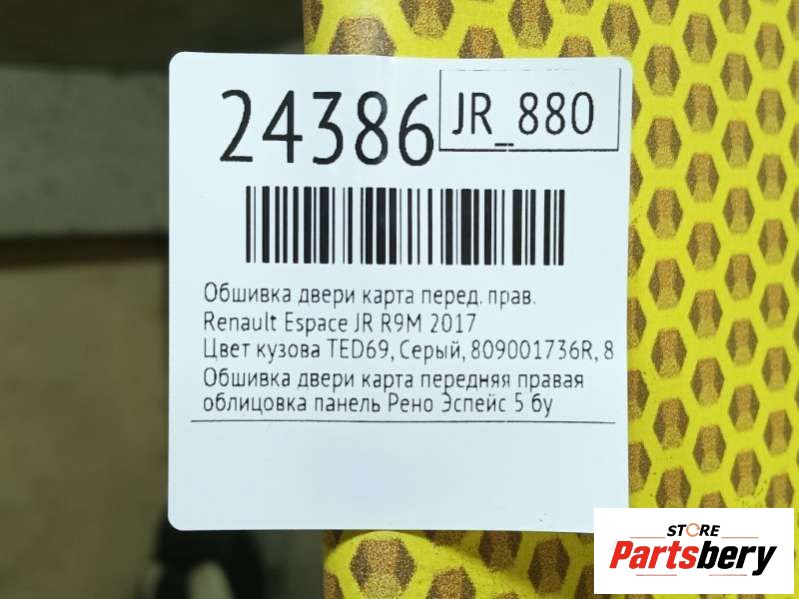 24386
JR_880
Обшивка двери карта перед. прав.
Renault Espace JR R9M 2017
Цвет кузова TED69, Серый, 809001736R, 8
Обшивка двери карта передняя правая
облицовка панель Рено Эспейс 5 бу
STORE
Partsbery